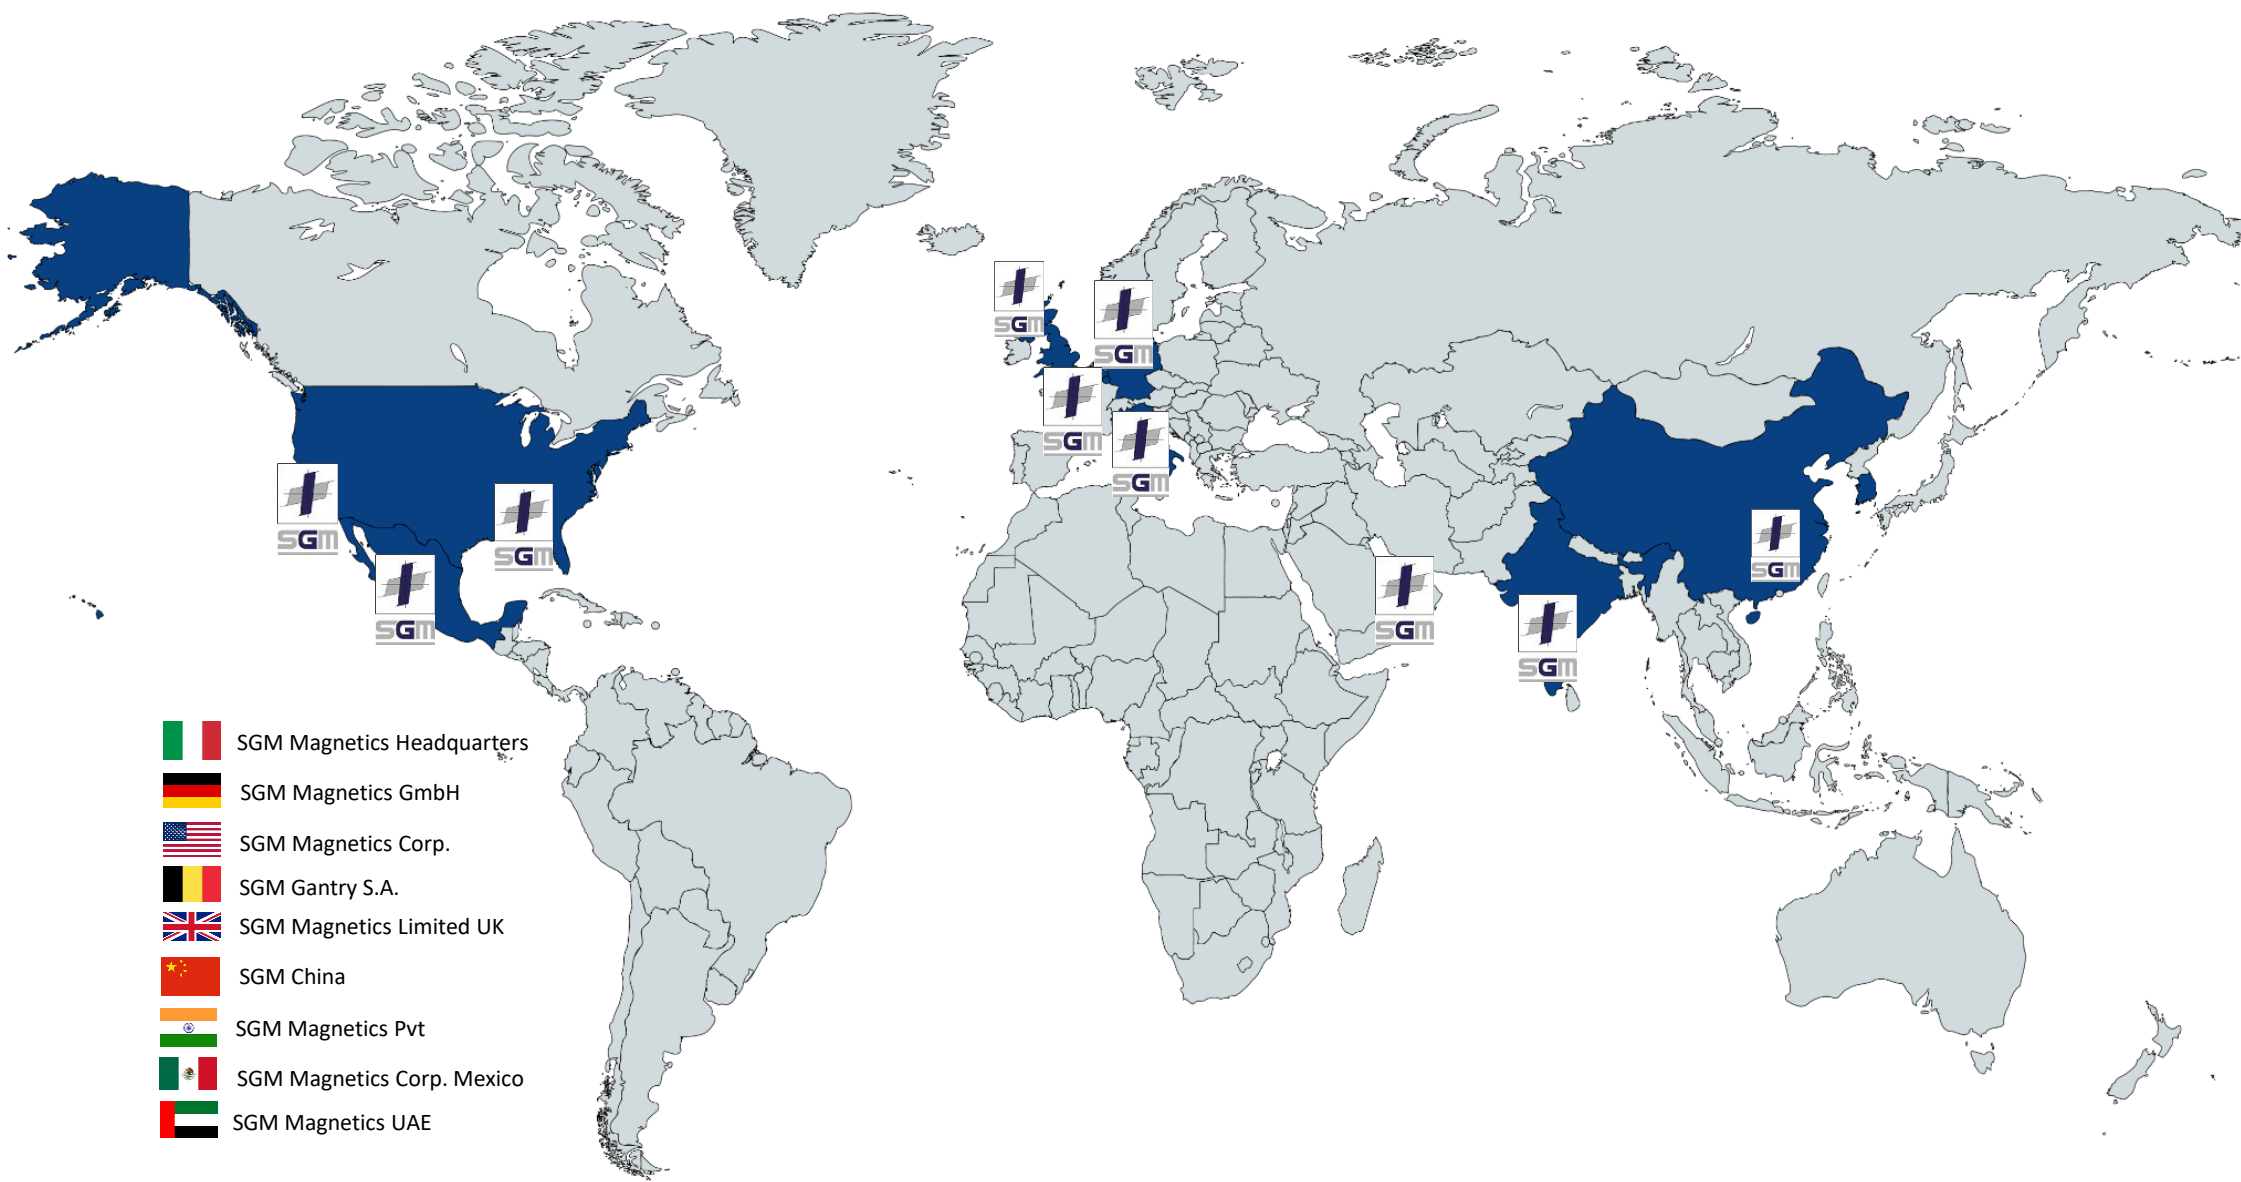 SGM
SGM
SGM
SGM
SGM
SGM
SGM
SGM
SGM
SGM
SGM Magnetics Headquarters
SGM Magnetics GmbH
SGM Magnetics Corp.
SGM Gantry S.A.
SGM Magnetics Limited UK
SGM China
SGM Magnetics Pvt
SGM Magnetics Corp. Mexico
SGM Magnetics UAE